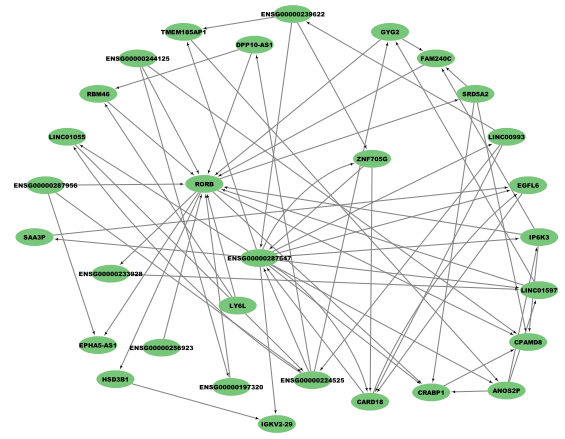 ENSG00000239622
TMEM185AP1
GYG2
DPP10-AS1
ENSG00000244125
FAM240C
RBM46
SRD5A2
LINC01055
LINC00993
ZNF705G
ENSG00000287956
RORB
EGFL6
SAA3P
IP6K3
ENSG00000287647
ENSG00000233928
LINC01597
LY6L
EPHA5-AS1
ENSG00000256923
CPAMD8
HSD3B1
ENSG00000224525
ENSG00000197320
CRABP1
ANOS2P
CARD18
IGKV2-29